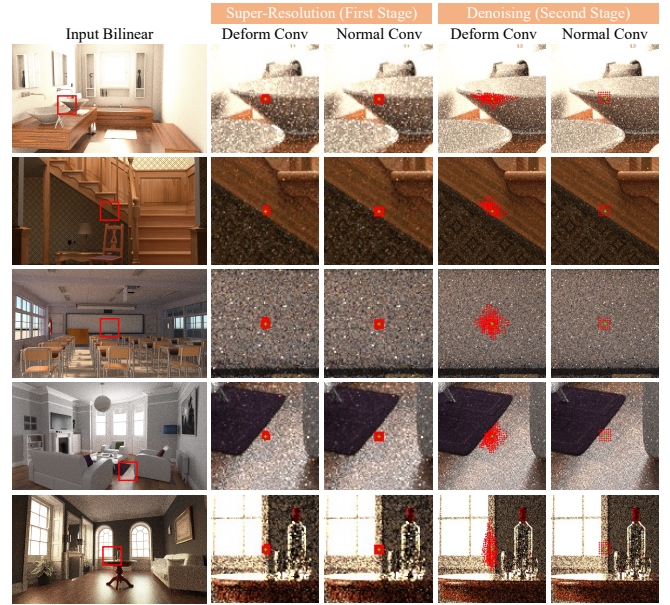 Super-Resolution (First Stage) Denoising (Second Stage)
Input Bilinear Deform Conv Normal Conv Deform Conv Normal Conv